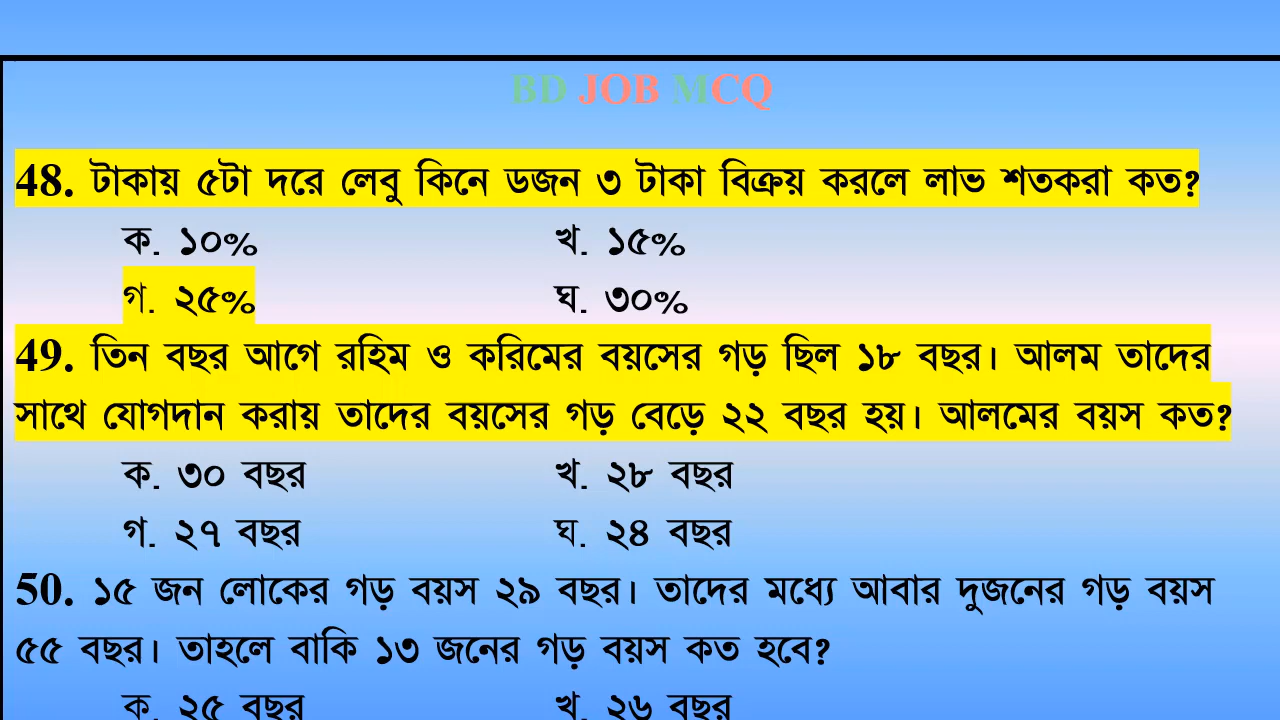 BD JOB MCQ
48. টাকায় ৫টা দরে লেবু কিনে ডজন ৩ টাকা বিক্রয় করলে লাভ শতকরা কত?
ক. ১০% খ. ১৫%
গ. ২৫% ঘ. ৩০%
49. তিন বছর আগে রহিম ও করিমের বয়সের গড় ছিল ১৮ বছর। আলম তাদের
সাথে যোগদান করায় তাদের বয়সের গড় বেড়ে ২২ বছর হয়। আলমের বয়স কত?
ক. ৩০ বছর খ. ২৮ বছর
গ. ২৭ বছর ঘ. ২৪ বছর
50. ১৫ জন লোকের গড় বয়স ২৯ বছর। তাদের মধ্যে আবার দুজনের গড় বয়স
৫৫ বছর। তাহলে বাকি ১৩ জনের গড় বয়স কত হবে?
ক. ২৫ বছর খ. ২৬ বছর